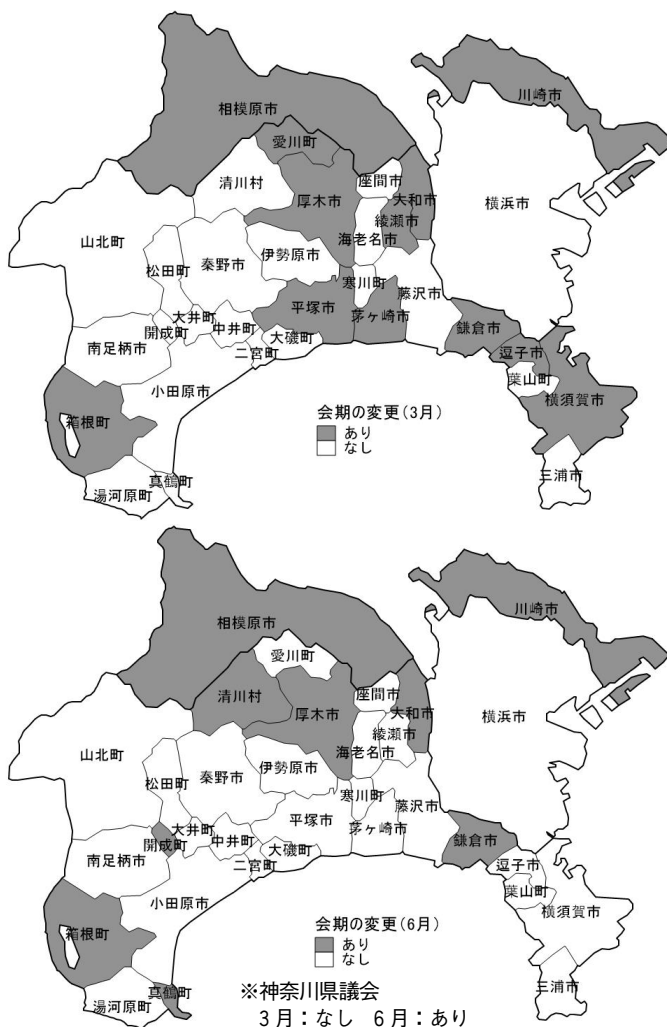 川崎市
相模原市
愛川町
清川村
座間市
厚木市
大和市
横浜市
綾瀬市
海老名市
山北町
秦野市
伊勢原市
松田町
寒川町
藤沢市
大井町
平塚市
茅ヶ崎市
鎌倉市
開成町
中井町
大磯町
南足柄市
二宮町
逗子市
葉山町
小田原市
横須賀市
箱根町
会期の変更(3月)
あり
なし
三浦市
真鶴町
湯河原町
川崎市
相模原市
愛川町
清川村
座間市
厚木市
大和市
横浜市
綾瀬市
海老名市
山北町
秦野市
伊勢原市
松田町
寒川町
藤沢市
大井町
平塚市
茅ヶ崎市
鎌倉市
開成町
中井町
大磯町
南足柄市
二宮町
逗子市
葉山町
小田原市
横須賀市
箱根町
会期の変更(6月)
あり
なし
三浦市
真鶴町
湯河原町
※神奈川県議会
3月：なし 6月：あり